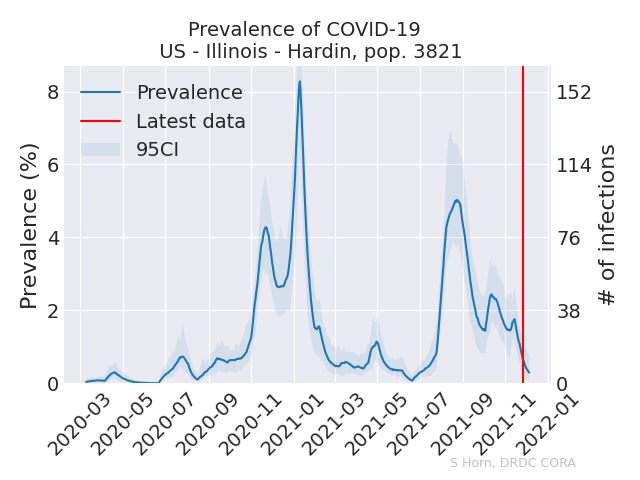 Prevalence of COVID-19
US - Illinois - Hardin, pop. 3821
Prevalence
Latest data
95CI
Prevalence (%)
8
6
4
2
0
152
114
76
38
0
# of infections
2020-03
2020-05
2020-07
2020-09
2020-11
2021-01
2021-03
2021-05
2021-07
2021-09
2021-11
2022-01
S Horn, DRDC CORA